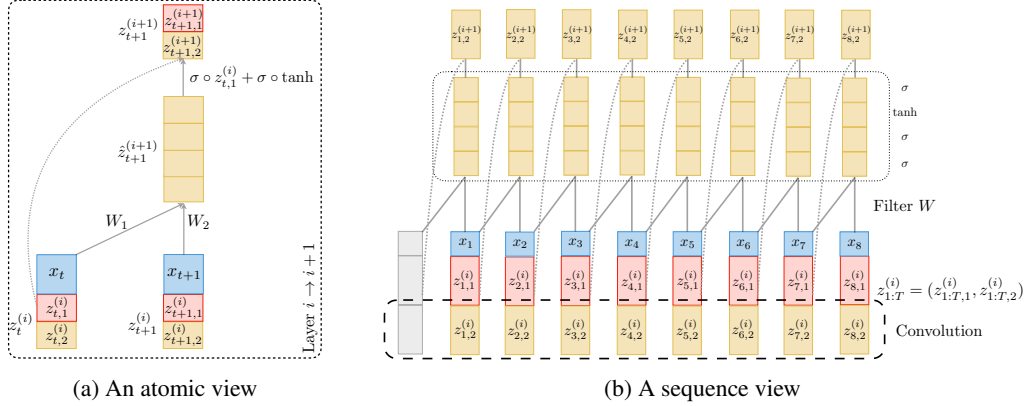 z_{t+1}^{(i+1)}
z_{t+1,1}^{(i+1)}
z_{t+1,2}^{(i+1)}
σ ∘ z_{t,1}^{(i)} + σ ∘ tanh
ẑ_{t+1}^{(i+1)}
W_1
W_2
x_t
x_{t+1}
z_t^{(i)}
z_{t,1}^{(i)}
z_{t,2}^{(i)}
z_{t+1}^{(i)}
z_{t+1,1}^{(i)}
z_{t+1,2}^{(i)}
Layer i → i + 1
(a) An atomic view
z_{1,2}^{(i+1)} z_{2,2}^{(i+1)} z_{3,2}^{(i+1)} z_{4,2}^{(i+1)} z_{5,2}^{(i+1)} z_{6,2}^{(i+1)} z_{7,2}^{(i+1)} z_{8,2}^{(i+1)}
σ
tanh
σ
σ
Filter W
x_1 x_2 x_3 x_4 x_5 x_6 x_7 x_8
z_{4,1}^{(i)} z_{2,1}^{(i)} z_{3,1}^{(i)} z_{4,1}^{(i)} z_{5,1}^{(i)} z_{6,1}^{(i)} z_{7,1}^{(i)} z_{8,1}^{(i)}
z_{1:T}^{(i)} = (z_{1:T,1}^{(i)}, z_{1:T,2}^{(i)})
z_{1,2}^{(i)} z_{2,2}^{(i)} z_{3,2}^{(i)} z_{4,2}^{(i)} z_{5,2}^{(i)} z_{6,2}^{(i)} z_{7,2}^{(i)} z_{8,2}^{(i)}
Convolution
(b) A sequence view